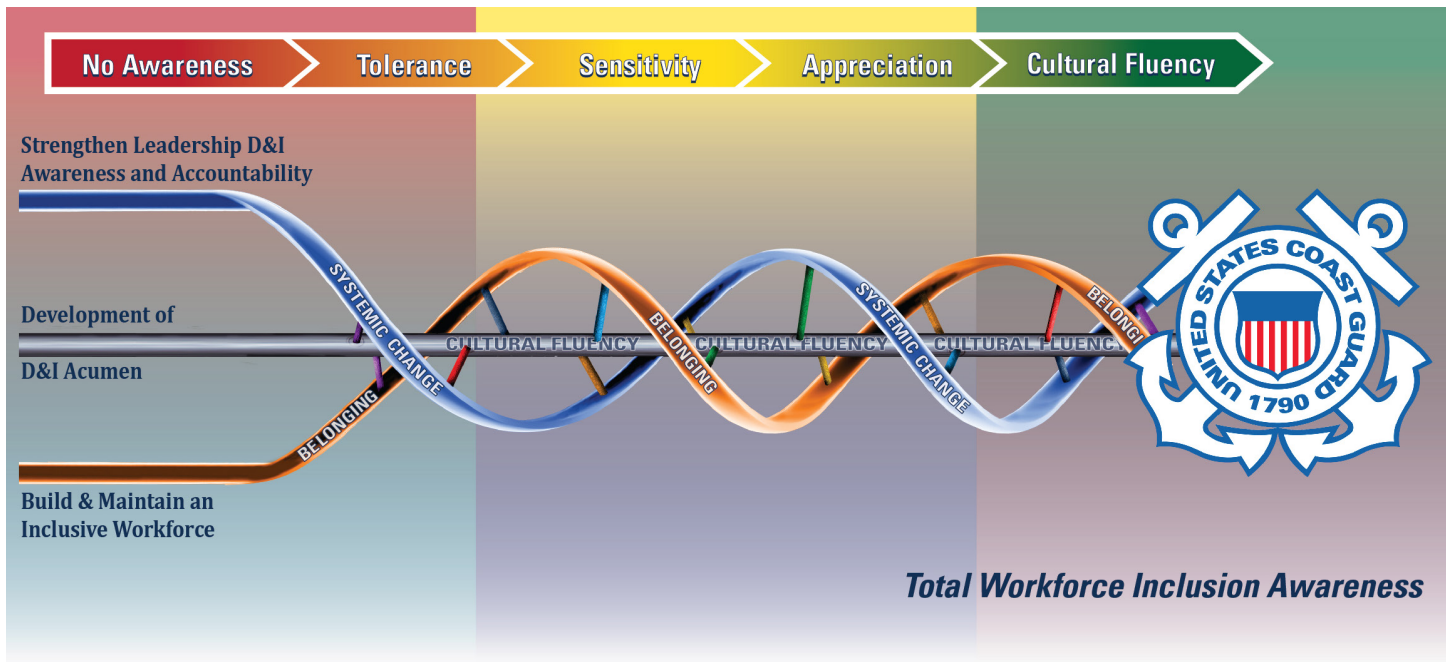 No Awareness
Tolerance
Sensitivity
Appreciation
Cultural Fluency
Strengthen Leadership D&I
Awareness and Accountability
SYSTEMIC CHANGE
BELONGING
Development of
D&I Acumen
CULTURAL FLUENCY
BELONGING
CULTURAL FLUENCY
SYSTEMIC CHANGE
CULTURAL FLUENCY
BELONGI
UNITED STATES COAST GUARD
1790
Build & Maintain an
Inclusive Workforce
Total Workforce Inclusion Awareness